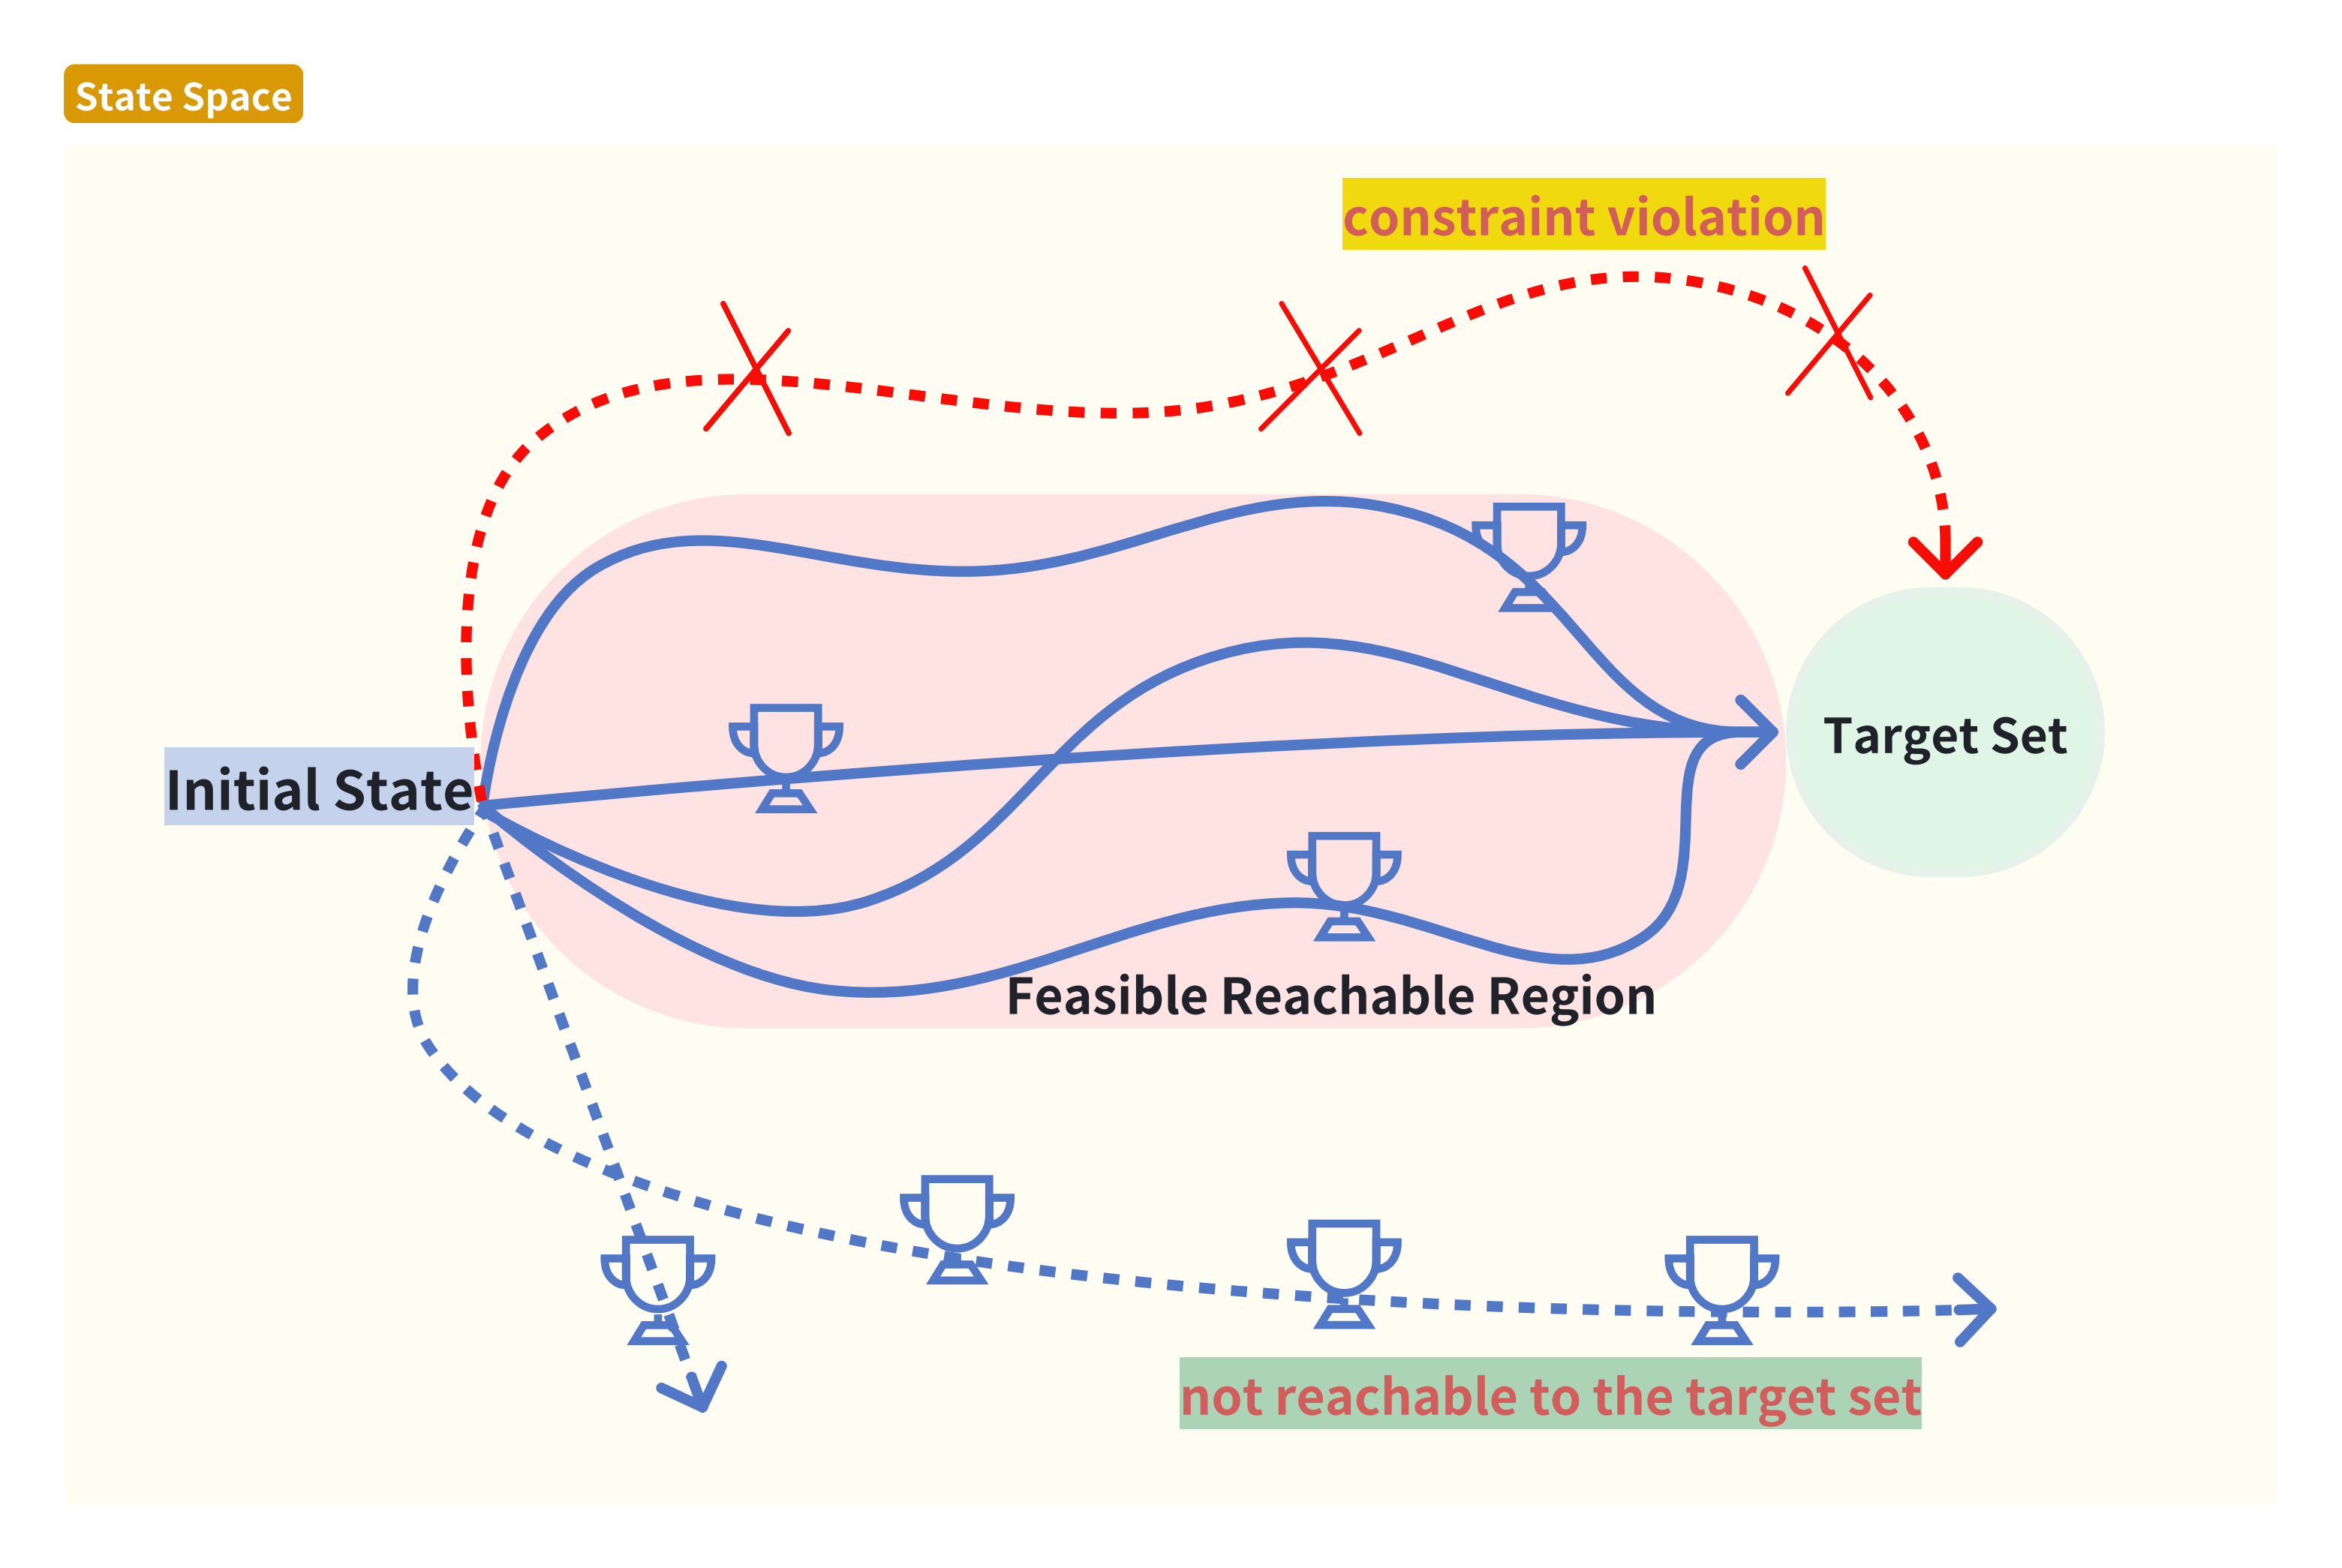 State Space
constraint violation
Target Set
Initial State
Feasible Reachable Region
not reachable to the target set